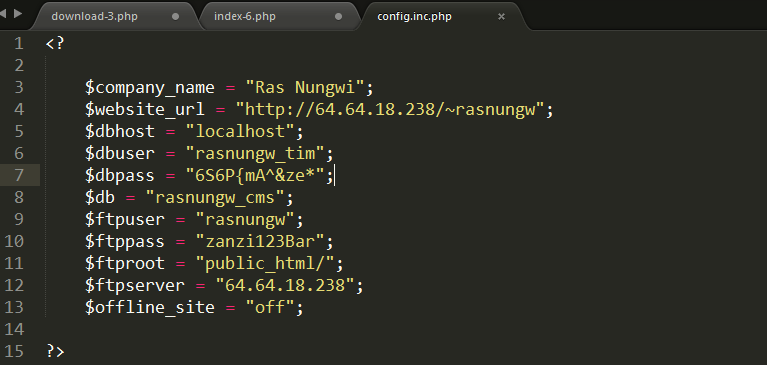 download-3.php index-6.php config.inc.php
1 <?
2
3 $company_name = "Ras Nungwi";
4 $website_url = "http://64.64.18.238/~rasnungw";
5 $dbhost = "localhost";
6 $dbuser = "rasnungw_tim";
7 $dbpass = "6S6P{mA^&ze*";
8 $db = "rasnungw_cms";
9 $ftpuser = "rasnungw";
10 $ftppass = "zanzi123Bar";
11 $ftproot = "public_html/";
12 $ftpserver = "64.64.18.238";
13 $offline_site = "off";
14
15 ?>